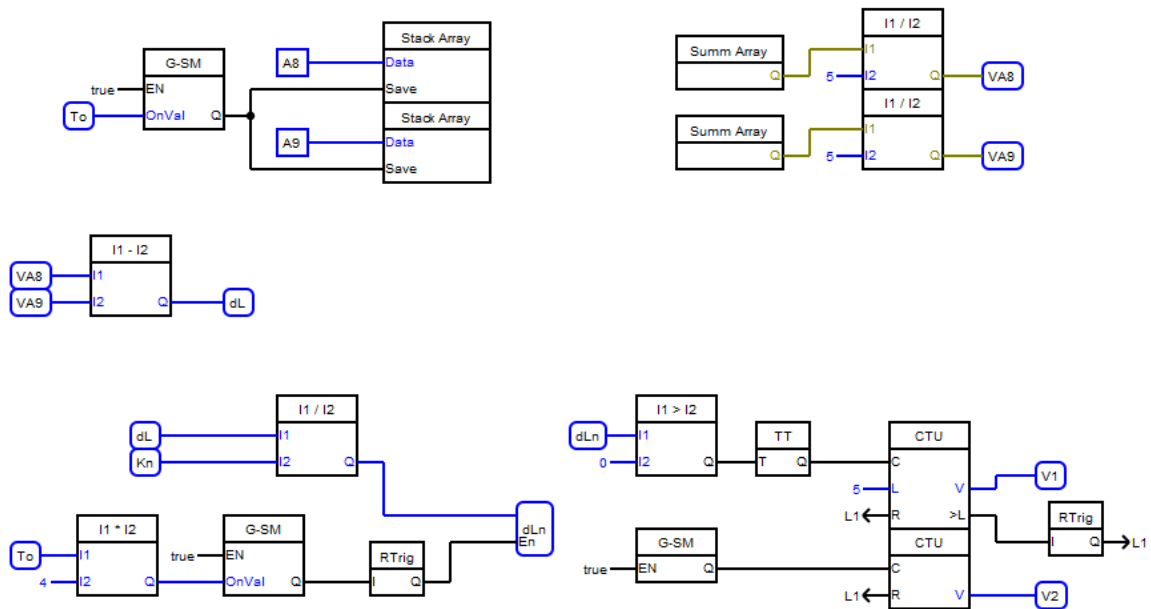 G-SM
true EN
To OnVal Q
Stack Array
A8 Data
Save
Stack Array
A9 Data
Save
Summ Array
Q
I1 / I2
I1
5 I2 Q VA8
Summ Array
Q
I1 / I2
I1
5 I2 Q VA9
I1 - I2
VA8 I1
VA9 I2 Q dL
I1 / I2
dL I1
Kn I2 Q
dLn
En
I1 * I2
To I1
4 I2 Q
G-SM
true EN
OnVal Q
RTrig
I Q
I1 > I2
dLn I1
0 I2 Q
TT
T Q
CTU
C
5 L V V1
L1 R >L
RTrig
I Q L1
G-SM
true EN Q
CTU
C
L1 R V V2